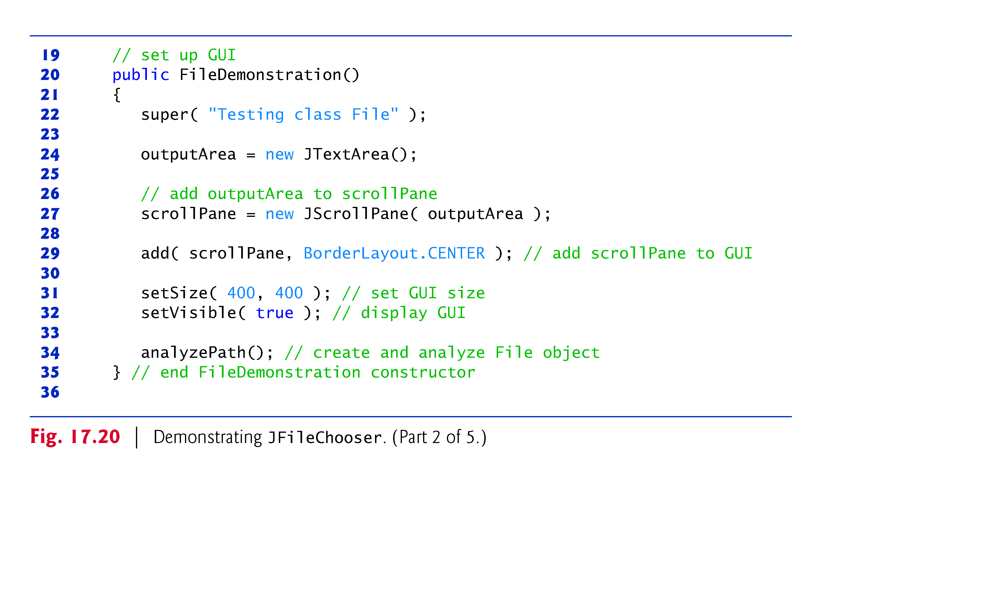 19 // set up GUI
20 public FileDemonstration()
21 {
22 super( "Testing class File" );
23
24 outputArea = new JTextArea();
25
26 // add outputArea to scrollPane
27 scrollPane = new JScrollPane( outputArea );
28
29 add( scrollPane, BorderLayout.CENTER ); // add scrollPane to GUI
30
31 setSize( 400, 400 ); // set GUI size
32 setVisible( true ); // display GUI
33
34 analyzePath(); // create and analyze File object
35 } // end FileDemonstration constructor
36
Fig. 17.20 | Demonstrating JFileChooser. (Part 2 of 5.)